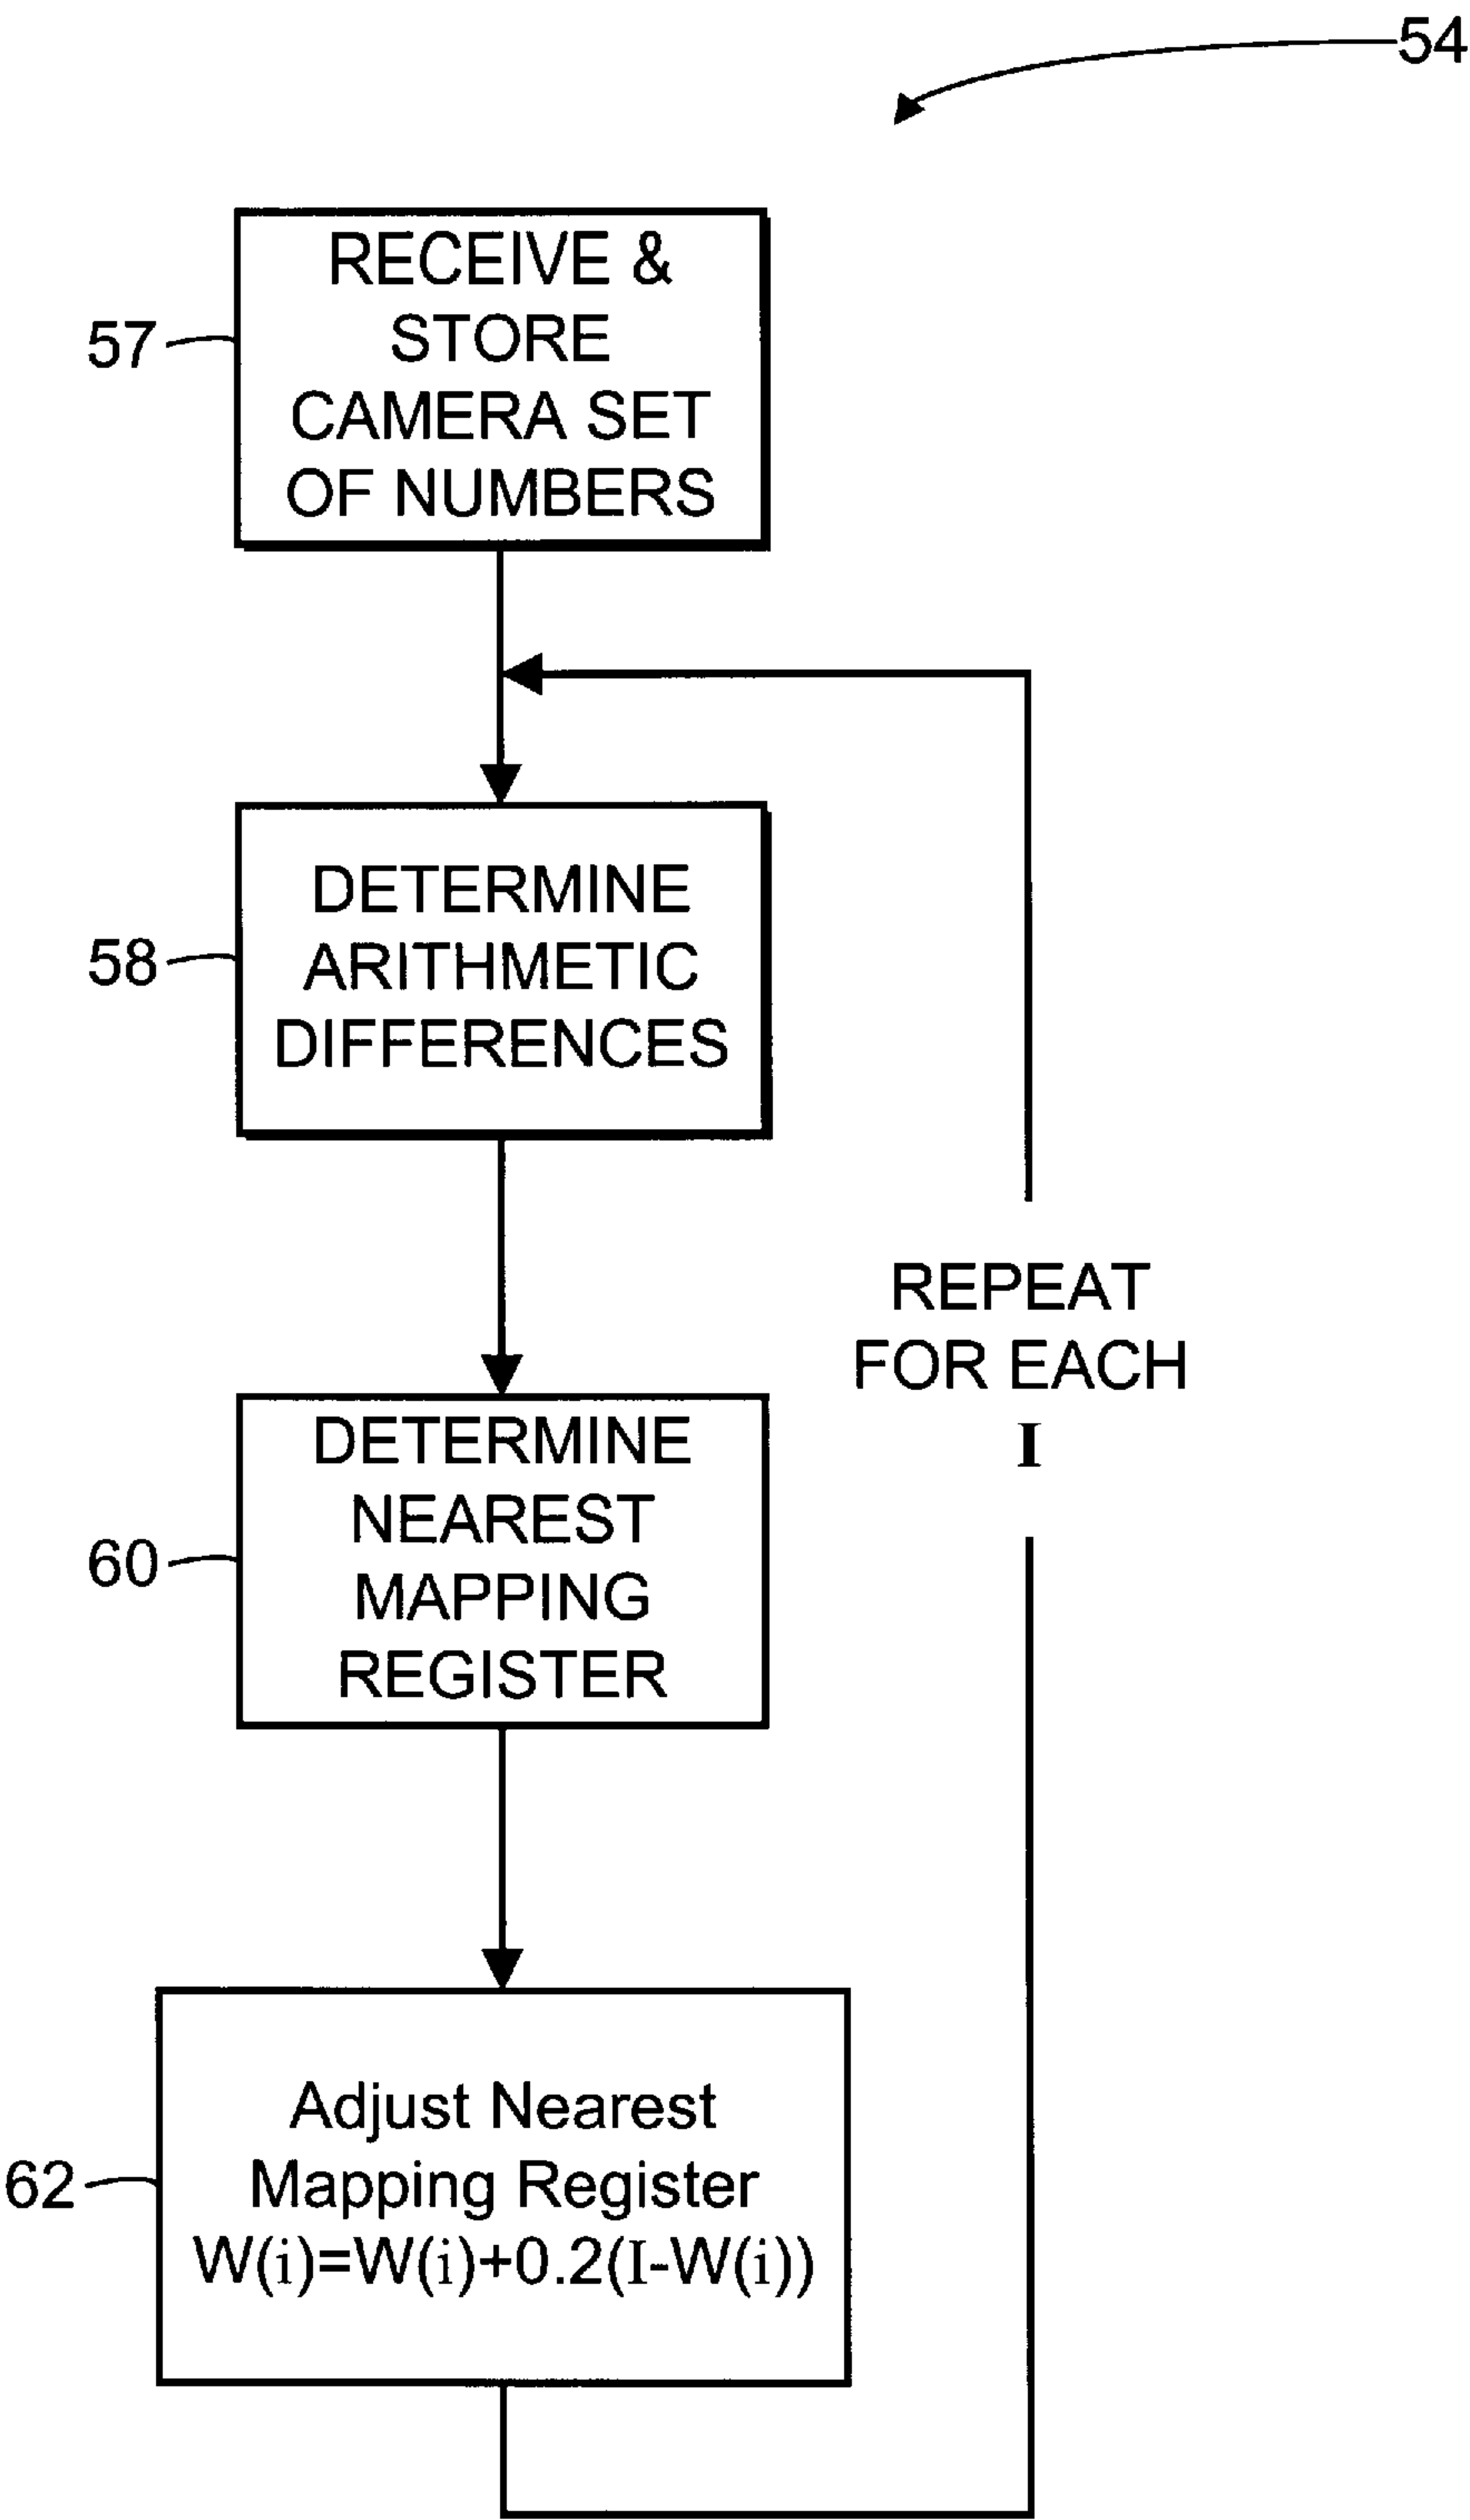 54
57
RECEIVE &
STORE
CAMERA SET
OF NUMBERS
58
DETERMINE
ARITHMETIC
DIFFERENCES
REPEAT
FOR EACH
I
60
DETERMINE
NEAREST
MAPPING
REGISTER
62
Adjust Nearest
Mapping Register
W(i)=W(i)+0.2(I-W(i))